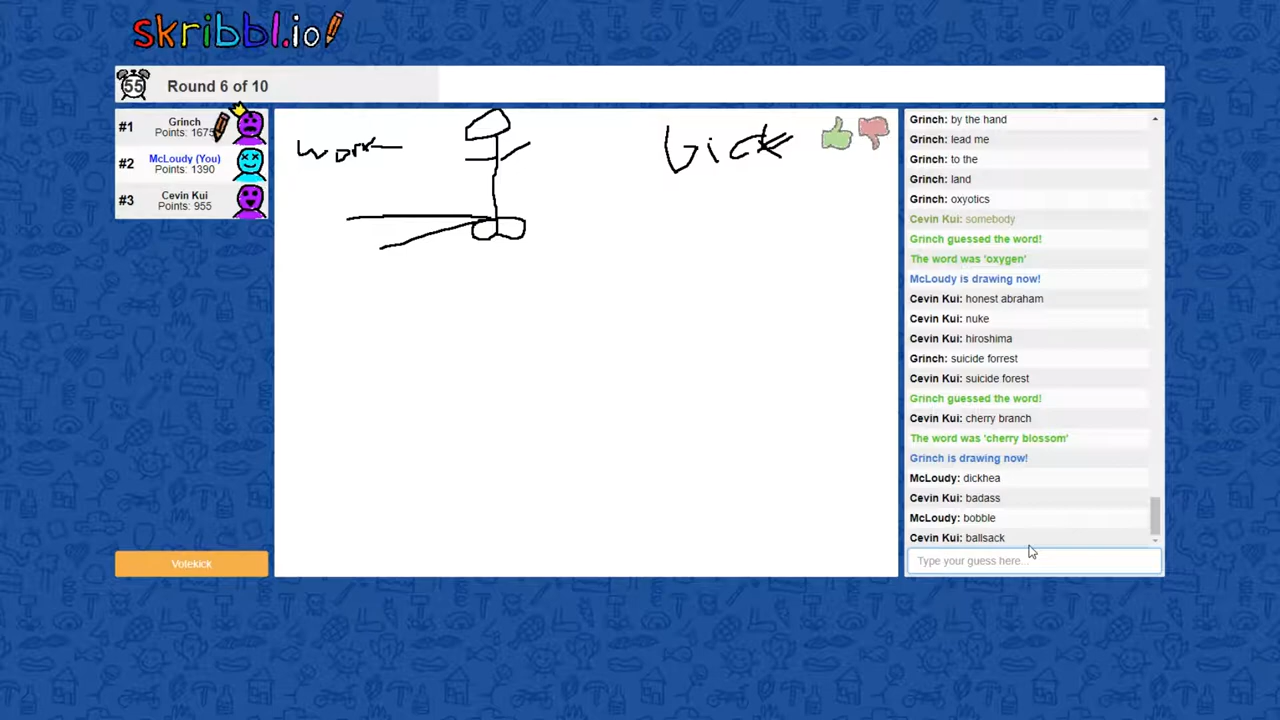 skribbl.io!
55
Round 6 of 10
#1
Grinch
Points: 1675
#2
McLoudy (You)
Points: 1390
#3
Cevin Kui
Points: 955
Votekick
work
Grinch: by the hand
Grinch: lead me
Grinch: to the
Grinch: land
Grinch: oxyotics
Cevin Kui: somebody
Grinch guessed the word!
The word was 'oxygen'
McLoudy is drawing now!
Cevin Kui: honest abraham
Cevin Kui: nuke
Cevin Kui: hiroshima
Grinch: suicide forrest
Cevin Kui: suicide forest
Grinch guessed the word!
Cevin Kui: cherry branch
The word was 'cherry blossom'
Grinch is drawing now!
McLoudy: dickhea
Cevin Kui: badass
McLoudy: bobble
Cevin Kui: ballsack
Type your guess here...